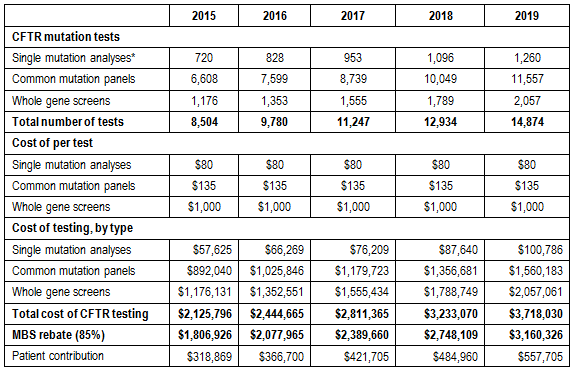 2015 2016 2017 2018 2019
CFTR mutation tests
Single mutation analyses* 720 828 953 1,096 1,260
Common mutation panels 6,608 7,599 8,739 10,049 11,557
Whole gene screens 1,176 1,353 1,555 1,789 2,057
Total number of tests 8,504 9,780 11,247 12,934 14,874
Cost of per test
Single mutation analyses $80 $80 $80 $80 $80
Common mutation panels $135 $135 $135 $135 $135
Whole gene screens $1,000 $1,000 $1,000 $1,000 $1,000
Cost of testing, by type
Single mutation analyses $57,625 $66,269 $76,209 $87,640 $100,786
Common mutation panels $892,040 $1,025,846 $1,179,723 $1,356,681 $1,560,183
Whole gene screens $1,176,131 $1,352,551 $1,555,434 $1,788,749 $2,057,061
Total cost of CFTR testing $2,125,796 $2,444,665 $2,811,365 $3,233,070 $3,718,030
MBS rebate (85%) $1,806,926 $2,077,965 $2,389,660 $2,748,109 $3,160,326
Patient contribution $318,869 $366,700 $421,705 $484,960 $557,705